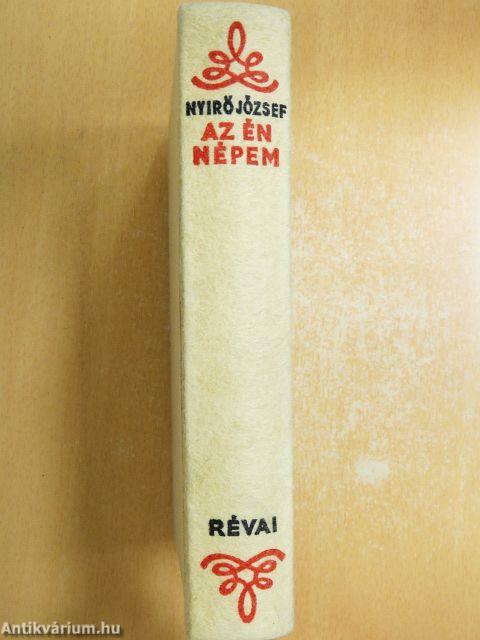 NYIRŐ JÓZSEF
AZ ÉN
NÉPEM
RÉVAI
Antikvárium.hu